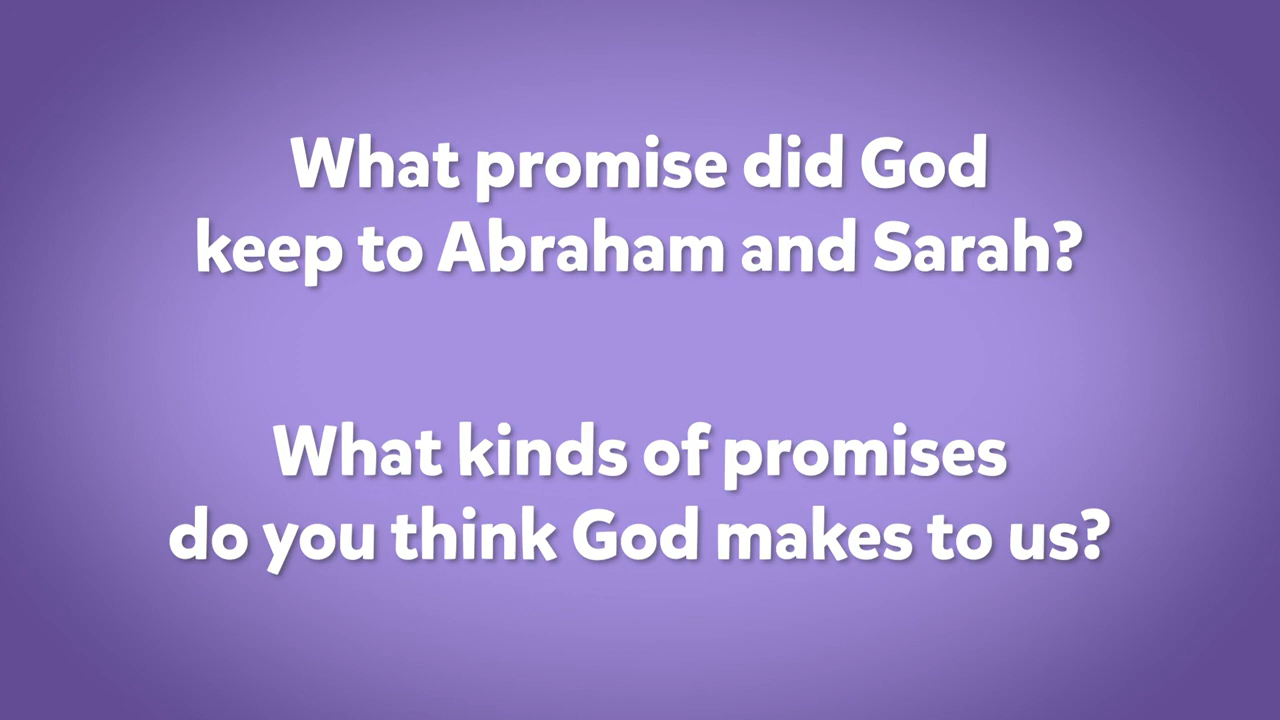 What promise did God
keep to Abraham and Sarah?
What kinds of promises
do you think God makes to us?